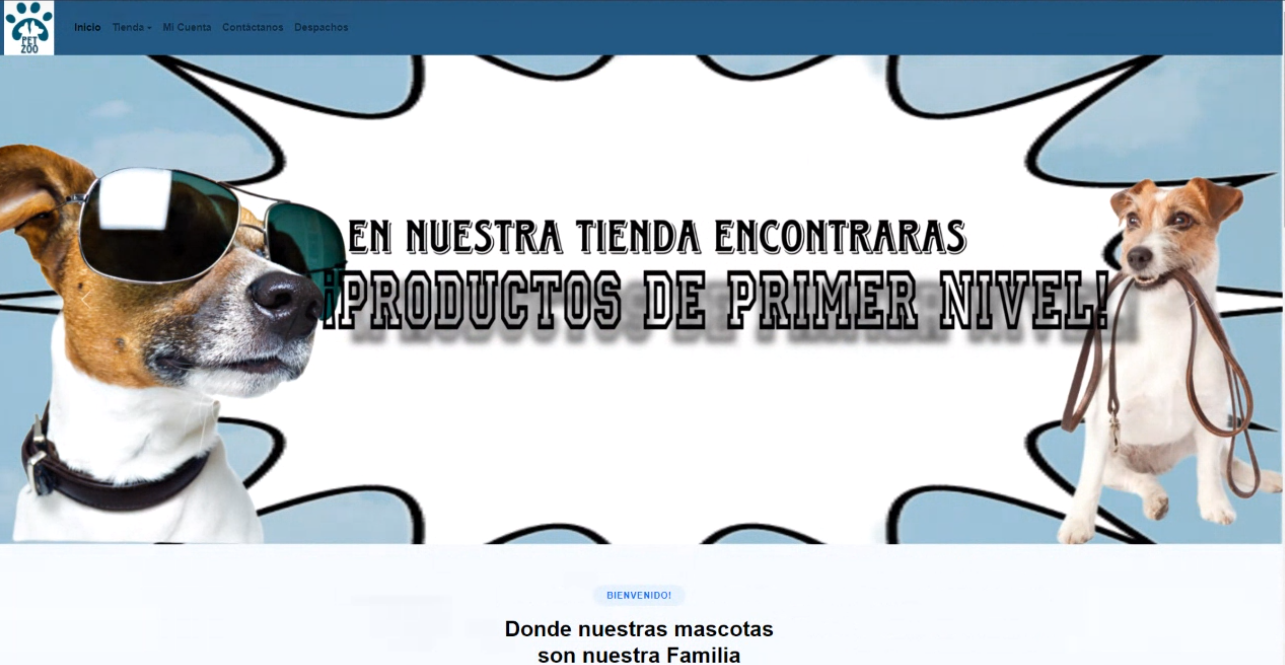 PET
ZOO
Inicio Tienda Mi Cuenta Contáctanos Despachos
EN NUESTRA TIENDA ENCONTRARAS
¡PRODUCTOS DE PRIMER NIVEL!
BIENVENIDO!
Donde nuestras mascotas
son nuestra Familia